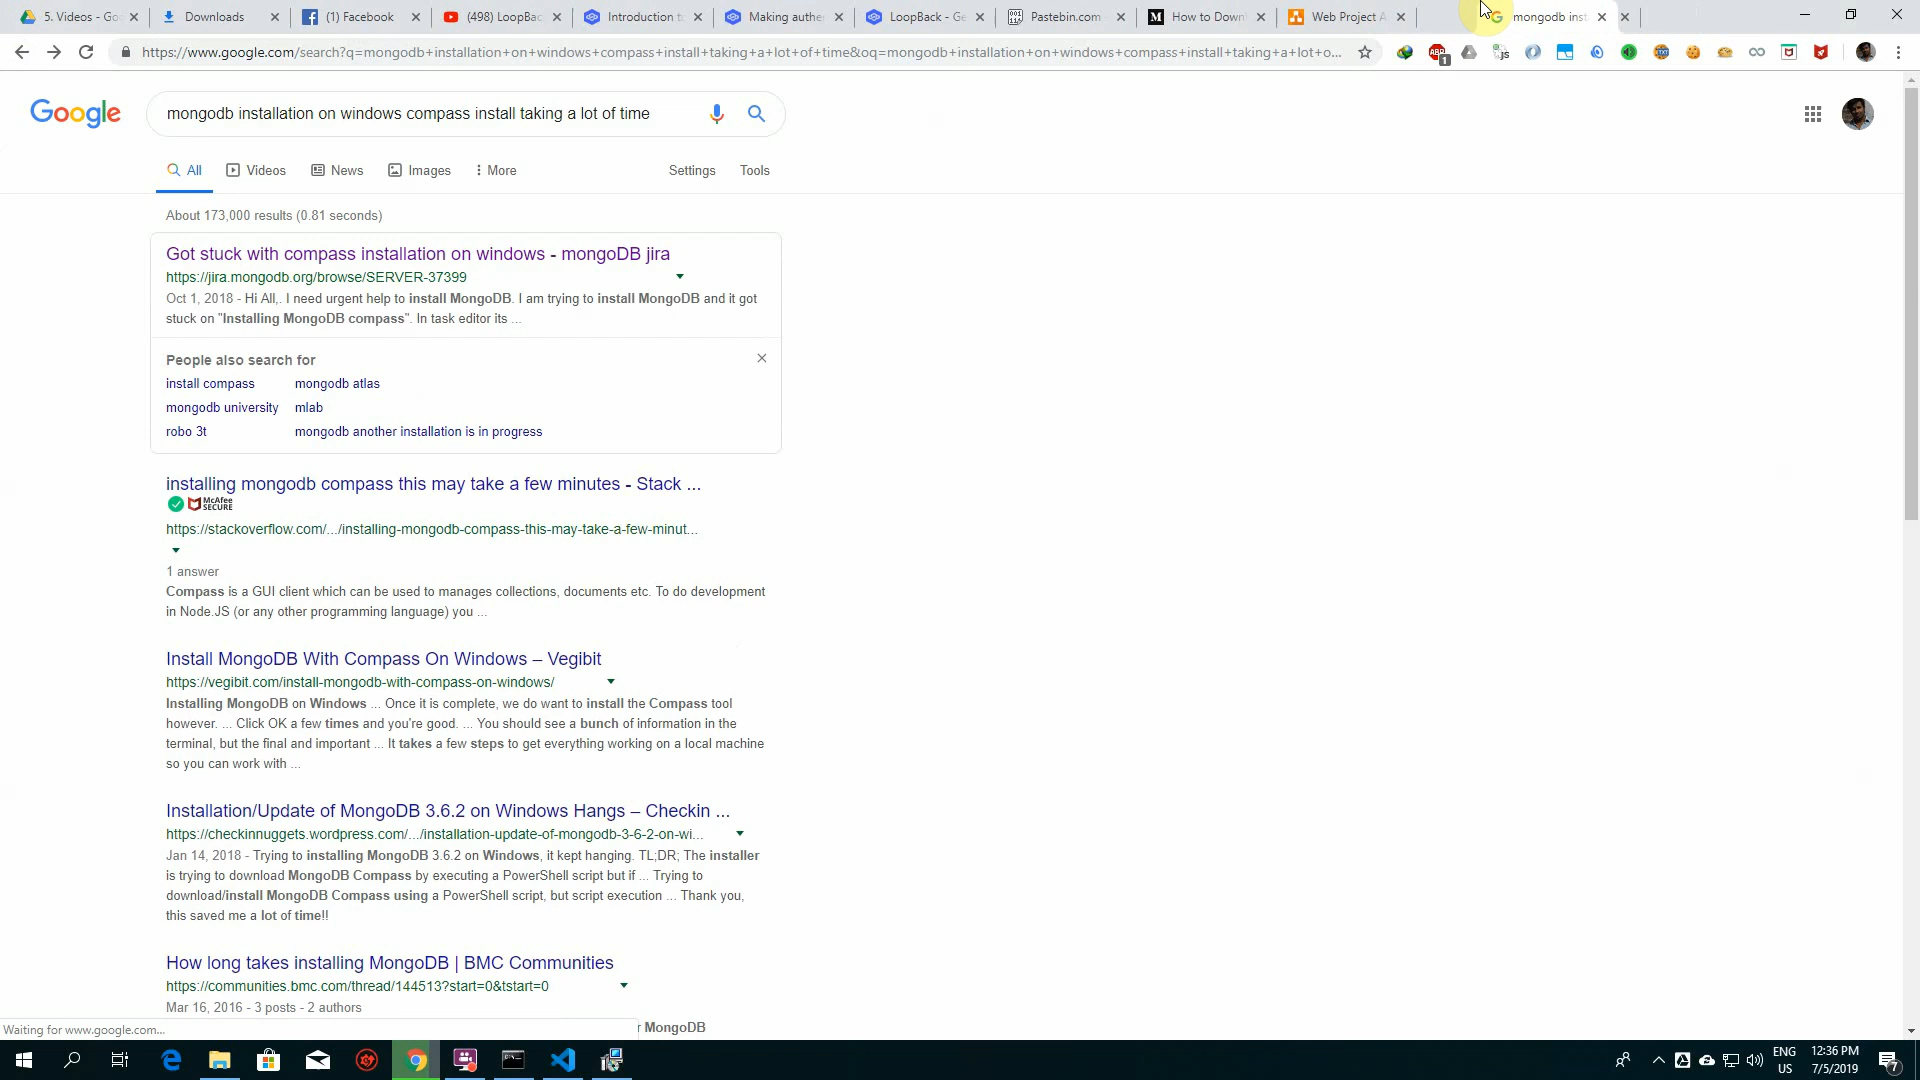 5. Videos - Go
Downloads
(1) Facebook
(498) LoopBac
Introduction t
Making authe
LoopBack - Ge
Pastebin.com
How to Down
Web Project A
mongodb inst
https://www.google.com/search?q=mongodb+installation+on+windows+compass+install+taking+a+lot+of+time&oq=mongodb+installation+on+windows+compass+install+taking+a+lot+o...
Google
mongodb installation on windows compass install taking a lot of time
All
Videos
News
Images
More
Settings
Tools
About 173,000 results (0.81 seconds)
Got stuck with compass installation on windows - mongoDB jira
https://jira.mongodb.org/browse/SERVER-37399
Oct 1, 2018 - Hi All,. I need urgent help to install MongoDB. I am trying to install MongoDB and it got
stuck on "Installing MongoDB compass". In task editor its ...
People also search for
install compass
mongodb atlas
mongodb university
mlab
robo 3t
mongodb another installation is in progress
installing mongodb compass this may take a few minutes - Stack ...
McAfee
SECURE
https://stackoverflow.com/.../installing-mongodb-compass-this-may-take-a-few-minut...
1 answer
Compass is a GUI client which can be used to manages collections, documents etc. To do development
in Node.JS (or any other programming language) you ...
Install MongoDB With Compass On Windows – Vegibit
https://vegibit.com/install-mongodb-with-compass-on-windows/
Installing MongoDB on Windows ... Once it is complete, we do want to install the Compass tool
however. ... Click OK a few times and you're good. ... You should see a bunch of information in the
terminal, but the final and important ... It takes a few steps to get everything working on a local machine
so you can work with ...
Installation/Update of MongoDB 3.6.2 on Windows Hangs – Checkin ...
https://checkinnuggets.wordpress.com/.../installation-update-of-mongodb-3-6-2-on-wi...
Jan 14, 2018 - Trying to installing MongoDB 3.6.2 on Windows, it kept hanging. TL;DR; The installer
is trying to download MongoDB Compass by executing a PowerShell script but if ... Trying to
download/install MongoDB Compass using a PowerShell script, but script execution ... Thank you,
this saved me a lot of time!!
How long takes installing MongoDB | BMC Communities
https://communities.bmc.com/thread/144513?start=0&tstart=0
Mar 16, 2016 - 3 posts - 2 authors
r MongoDB
Waiting for www.google.com...
ENG
US
12:36 PM
7/5/2019
7